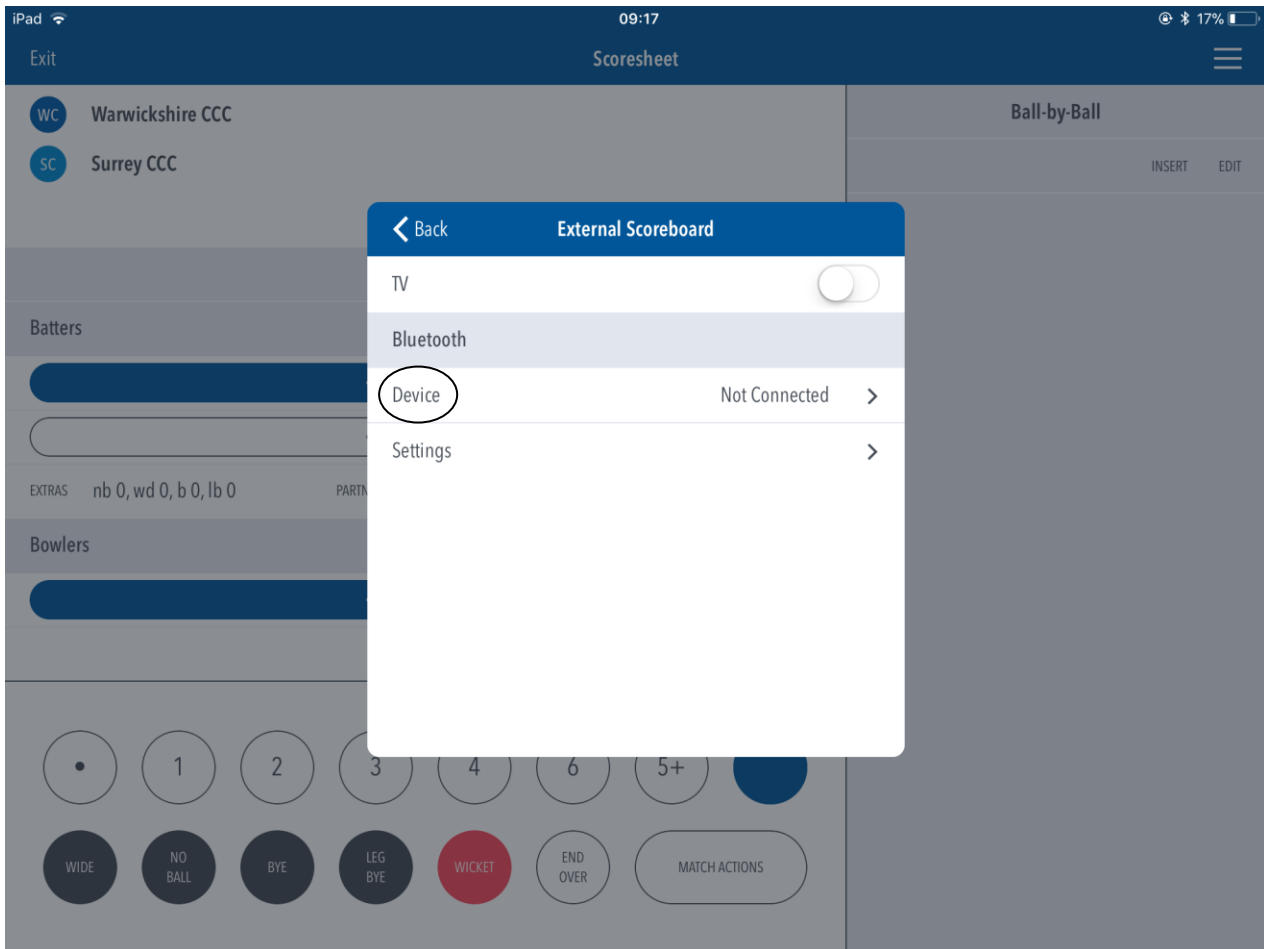 iPad 09:17 17%
Exit Scoresheet
WC Warwickshire CCC
SC Surrey CCC
Ball-by-Ball
INSERT EDIT
Back External Scoreboard
TV
Bluetooth
Device Not Connected
Settings
Batters
EXTRAS nb 0, wd 0, b 0, lb 0 PARTN
Bowlers
• 1 2 3 4 6 5+
WIDE NO BALL BYE LEG BYE WICKET END OVER MATCH ACTIONS